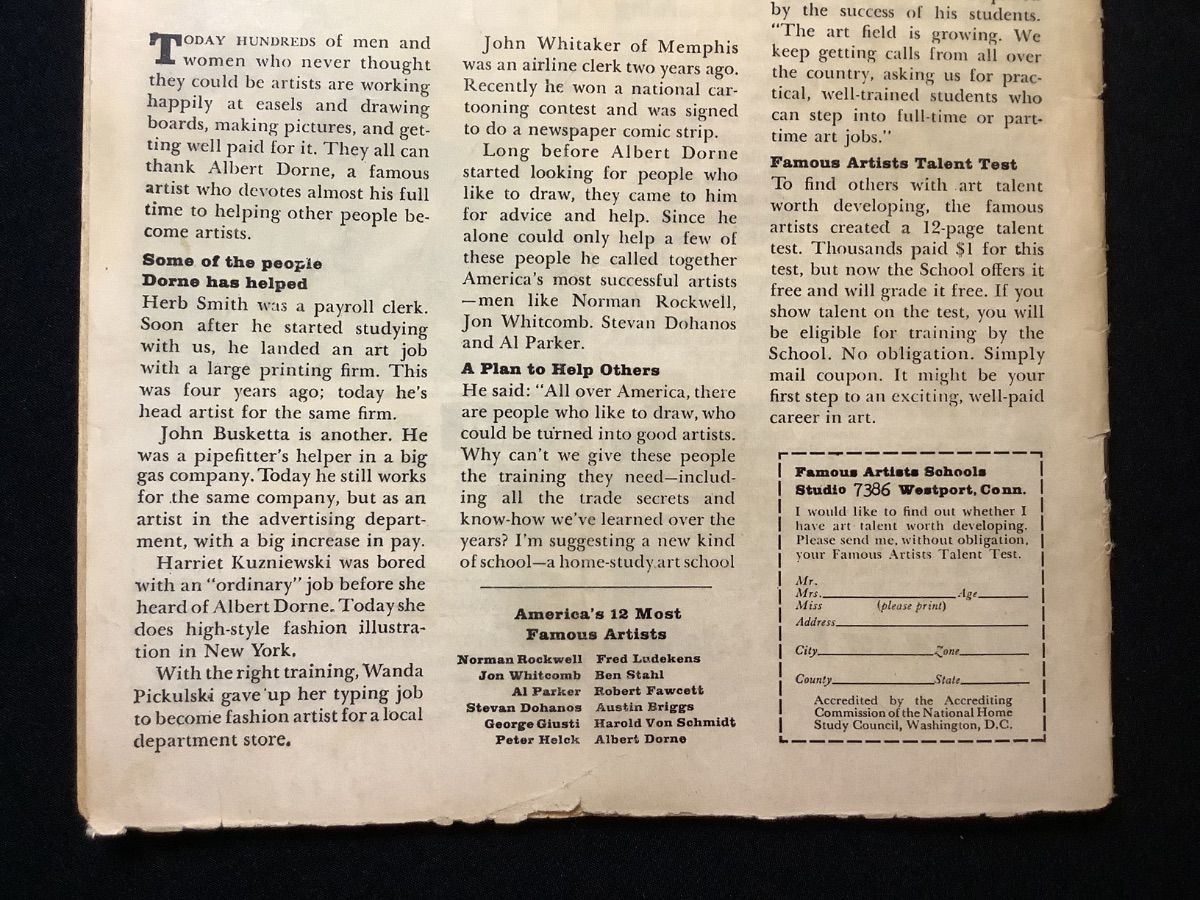 TODAY HUNDREDS of men and
women who never thought
they could be artists are working
happily at easels and drawing
boards, making pictures, and get-
ting well paid for it. They all can
thank Albert Dorne, a famous
artist who devotes almost his full
time to helping other people be-
come artists.
Some of the people
Dorne has helped
Herb Smith was a payroll clerk.
Soon after he started studying
with us, he landed an art job
with a large printing firm. This
was four years ago; today he's
head artist for the same firm.
John Busketta is another. He
was a pipefitter's helper in a big
gas company. Today he still works
for the same company, but as an
artist in the advertising depart-
ment, with a big increase in pay.
Harriet Kuzniewski was bored
with an "ordinary" job before she
heard of Albert Dorne. Today she
does high-style fashion illustra-
tion in New York.
With the right training, Wanda
Pickulski gave up her typing job
to become fashion artist for a local
department store.
John Whitaker of Memphis
was an airline clerk two years ago.
Recently he won a national car-
tooning contest and was signed
to do a newspaper comic strip.
Long before Albert Dorne
started looking for people who
like to draw, they came to him
for advice and help. Since he
alone could only help a few of
these people he called together
America's most successful artists
—men like Norman Rockwell,
Jon Whitcomb. Stevan Dohanos
and Al Parker.
A Plan to Help Others
He said: "All over America, there
are people who like to draw, who
could be turned into good artists.
Why can't we give these people
the training they need—includ-
ing all the trade secrets and
know-how we've learned over the
years? I'm suggesting a new kind
of school—a home-study art school
America's 12 Most
Famous Artists
Norman Rockwell Fred Ludekens
Jon Whitcomb Ben Stahl
Al Parker Robert Fawcett
Stevan Dohanos Austin Briggs
George Giusti Harold Von Schmidt
Peter Helck Albert Dorne
by the success of his students.
"The art field is growing. We
keep getting calls from all over
the country, asking us for prac-
tical, well-trained students who
can step into full-time or part-
time art jobs."
Famous Artists Talent Test
To find others with art talent
worth developing, the famous
artists created a 12-page talent
test. Thousands paid $1 for this
test, but now the School offers it
free and will grade it free. If you
show talent on the test, you will
be eligible for training by the
School. No obligation. Simply
mail coupon. It might be your
first step to an exciting, well-paid
career in art.
Famous Artists Schools
Studio 7386 Westport, Conn.
I would like to find out whether I
have art talent worth developing.
Please send me, without obligation,
your Famous Artists Talent Test.
Mr.
Mrs. Age
Miss (please print)
Address
City Zone
County State
Accredited by the Accrediting
Commission of the National Home
Study Council, Washington, D.C.